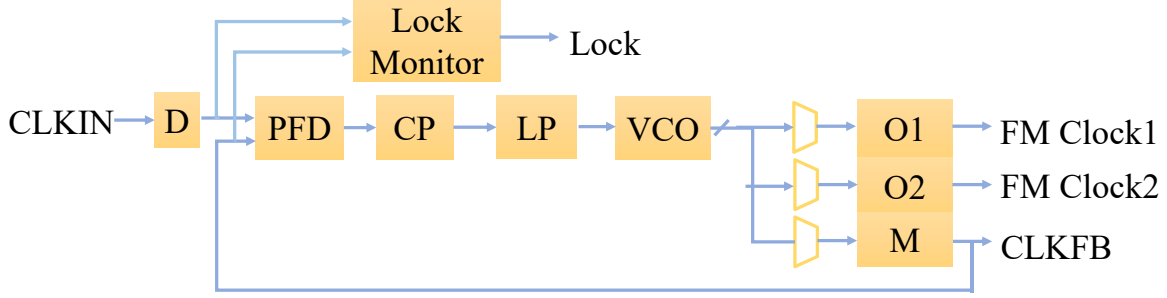 Lock
Monitor
Lock
CLKIN
D
PFD
CP
LP
VCO
O1
FM Clock1
O2
FM Clock2
M
CLKFB